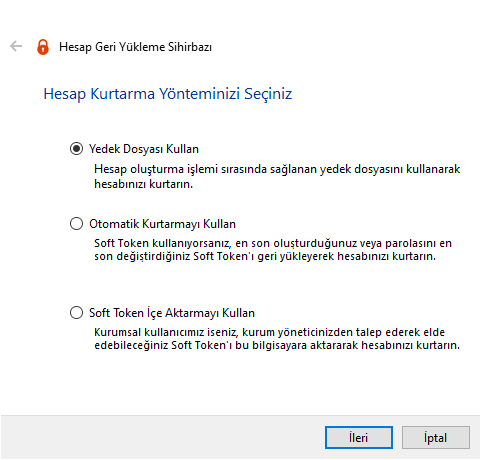 Hesap Geri Yükleme Sihirbazı
Hesap Kurtarma Yönteminizi Seçiniz
Yedek Dosyası Kullan
Hesap oluşturma işlemi sırasında sağlanan yedek dosyasını kullanarak
hesabınızı kurtarın.
Otomatik Kurtarmayı Kullan
Soft Token kullanıyorsanız, en son oluşturduğunuz veya parolasını en
son değiştirdiğiniz Soft Token'ı geri yükleyerek hesabınızı kurtarın.
Soft Token İçe Aktarmayı Kullan
Kurumsal kullanıcımız iseniz, kurum yöneticinizden talep ederek elde
edebileceğiniz Soft Token'ı bu bilgisayara aktararak hesabınızı kurtarın.
İleri
İptal